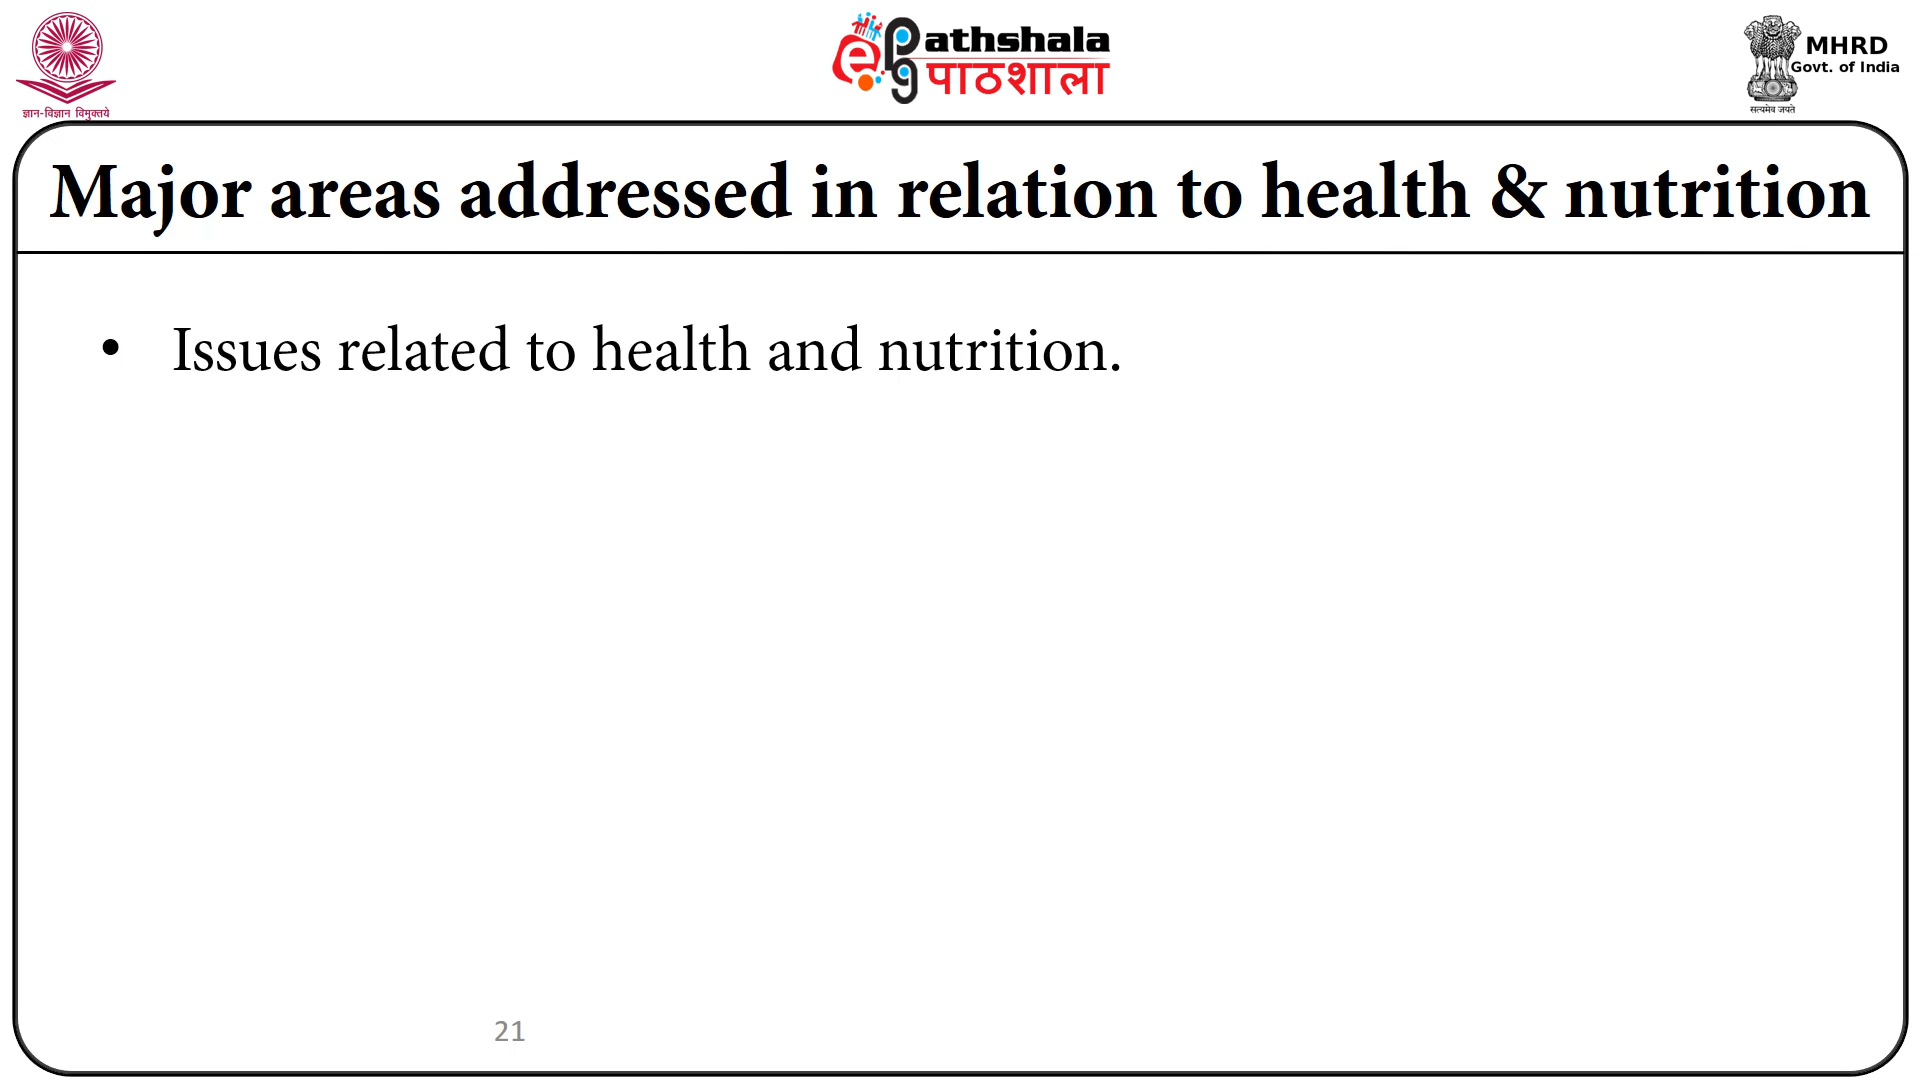 ज्ञान-विज्ञान विमुक्तये
e Pathshala
पाठशाला
MHRD
Govt. of India
सत्यमेव जयते
Major areas addressed in relation to health & nutrition
• Issues related to health and nutrition.
21